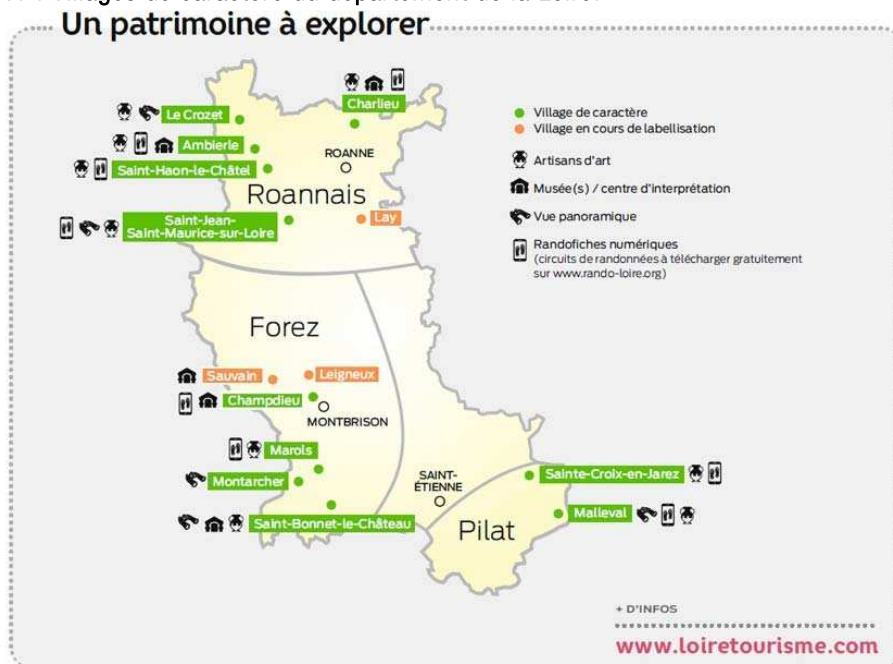 Un patrimoine à explorer
Charlieu
Le Crozet
Ambierle
ROANNE
Saint-Haon-le-Châtel
Roannais
Saint-Jean-
Saint-Maurice-sur-Loire
Lay
Village de caractère
Village en cours de labellisation
Artisans d'art
Musée(s) / centre d'interprétation
Vue panoramique
Randofiches numériques
(circuits de randonnées à télécharger gratuitement
sur www.rando-loire.org)
Forez
Sauvain
Leigneux
Champdieu
MONTBRISON
Marols
Montarcher
Saint-Bonnet-le-Château
SAINT-
ÉTIENNE
Sainte-Croix-en-Jarez
Malleval
Pilat
+ D'INFOS
www.loiretourisme.com